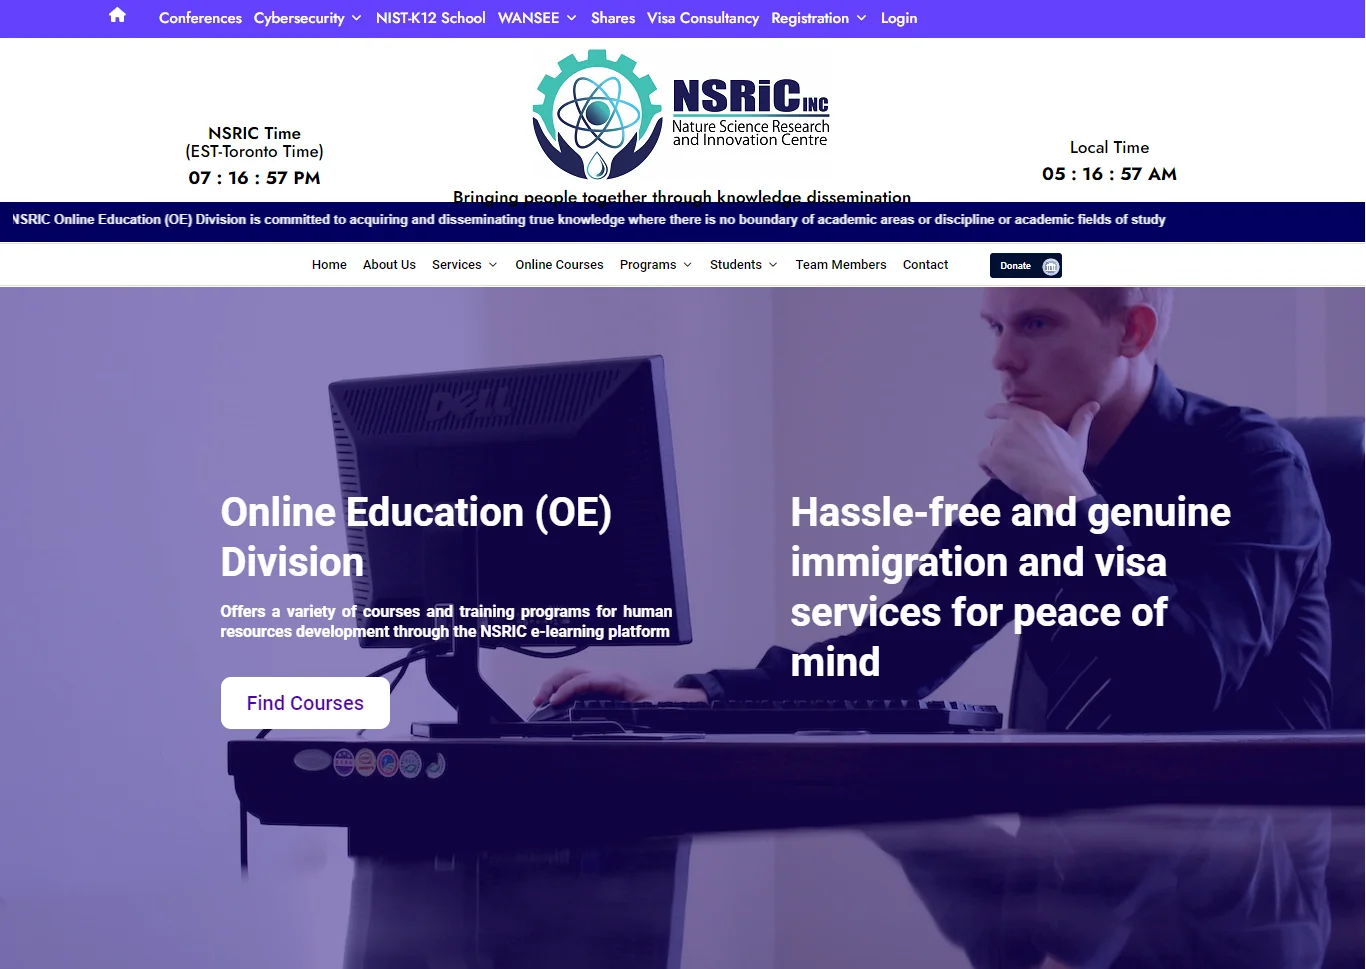 Conferences Cybersecurity NIST-K12 School WANSEE Shares Visa Consultancy Registration Login
NSRiC INC
Nature Science Research
and Innovation Centre
NSRIC Time
(EST-Toronto Time)
07 : 16 : 57 PM
Local Time
05 : 16 : 57 AM
Bringing people together through knowledge dissemination
NSRIC Online Education (OE) Division is committed to acquiring and disseminating true knowledge where there is no boundary of academic areas or discipline or academic fields of study
Home About Us Services Online Courses Programs Students Team Members Contact Donate
DELL
Online Education (OE)
Division
Offers a variety of courses and training programs for human
resources development through the NSRIC e-learning platform
Find Courses
Hassle-free and genuine
immigration and visa
services for peace of
mind